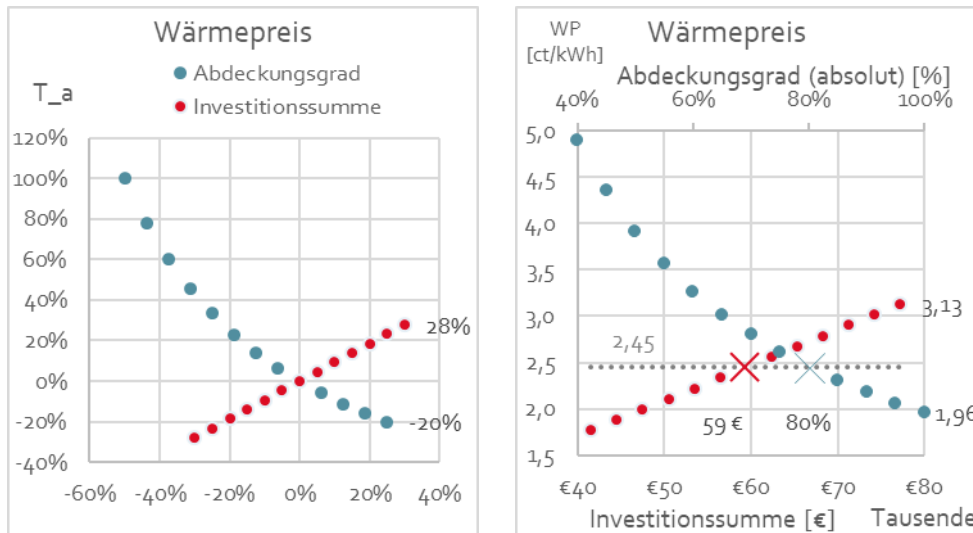 Wärmepreis
Abdeckungsgrad
T_a
Investitionssumme
120%
100%
80%
60%
40%
20%
0%
-20%
-40%
28%
-20%
-60% -40% -20% 0% 20% 40%
WP
[ct/kWh]
Wärmepreis
Abdeckungsgrad (absolut) [%]
40% 60% 80% 100%
5,0
4,5
4,0
3,5
3,0
2,5
2,0
1,5
3,13
2,45
59 €
80%
1,96
€40 €50 €60 €70 €80
Investitionssumme [€] Tausende